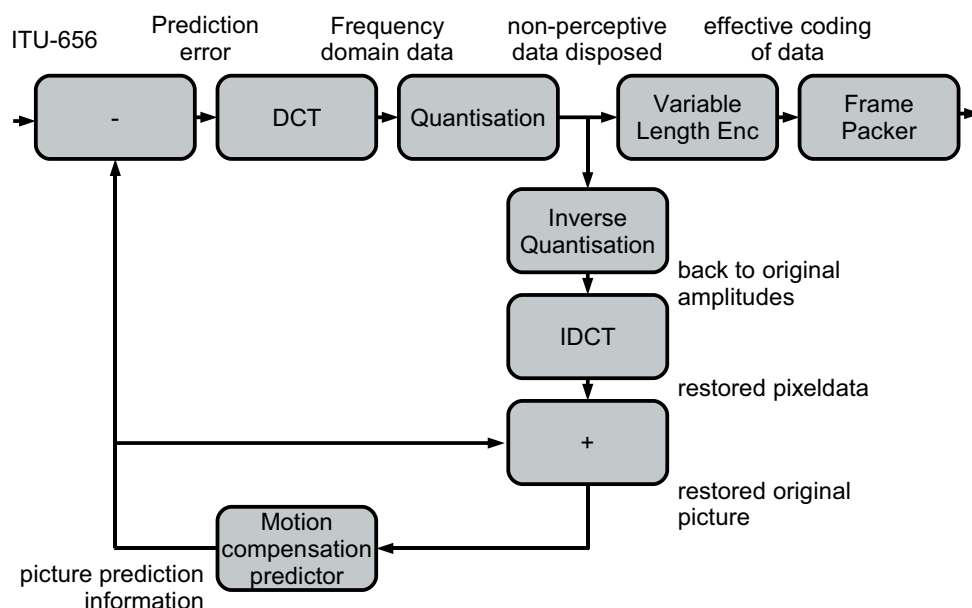 ITU-656
Prediction
error
Frequency
domain data
non-perceptive
data disposed
effective coding
of data
-
DCT
Quantisation
Variable
Length Enc
Frame
Packer
Inverse
Quantisation
back to original
amplitudes
IDCT
restored pixeldata
+
restored original
picture
Motion
compensation
predictor
picture prediction
information